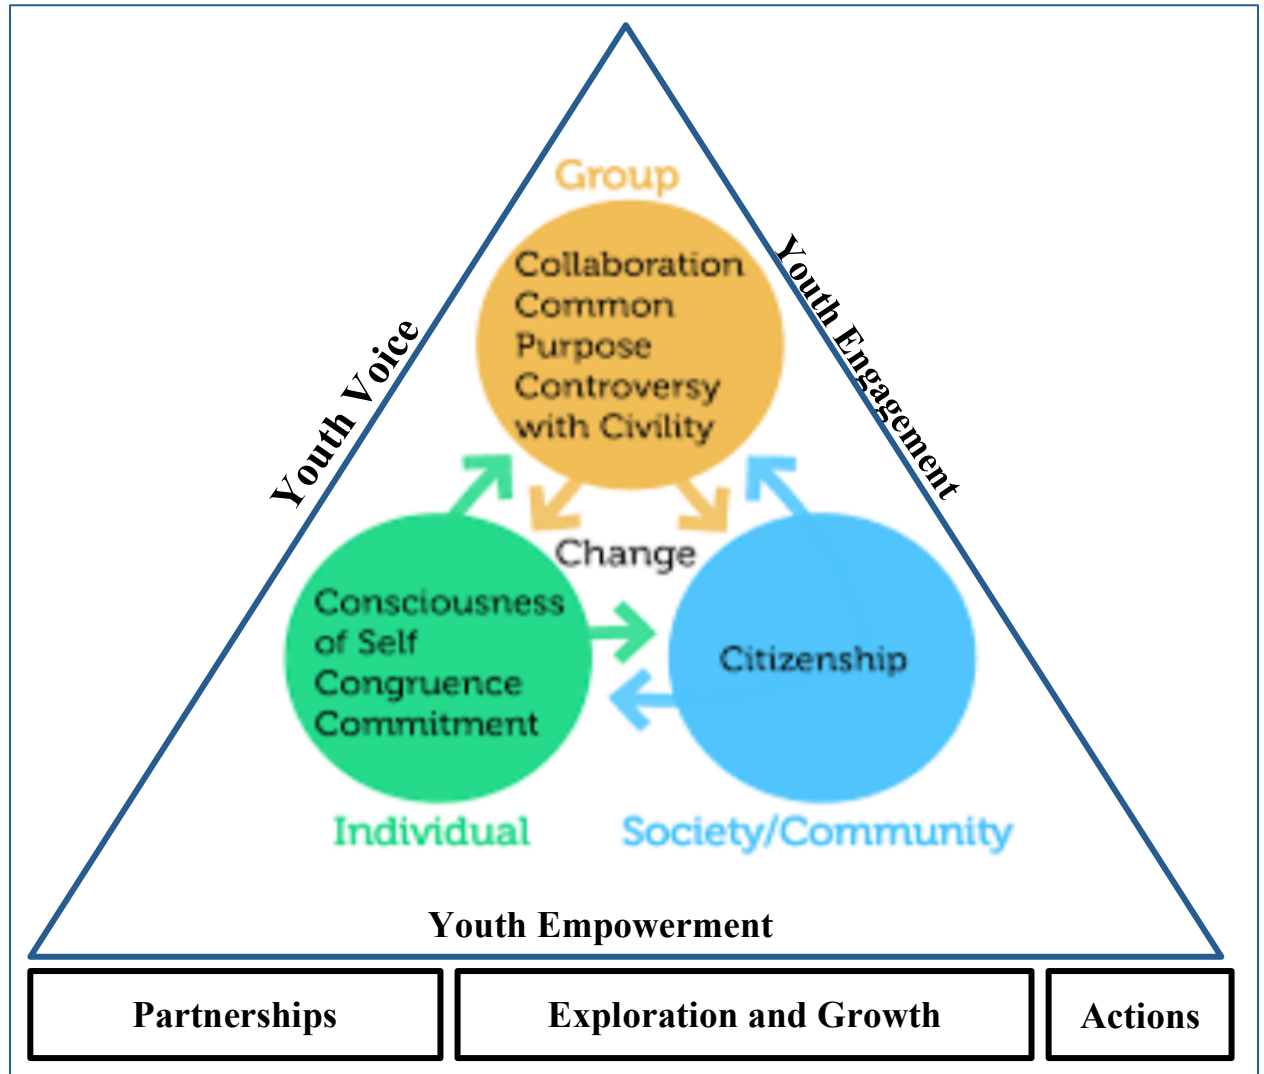 Group
Collaboration
Common
Purpose
Controversy
with Civility
Youth Voice
Youth Engagement
Change
Consciousness
of Self
Congruence
Commitment
Citizenship
Individual
Society/Community
Youth Empowerment
Partnerships
Exploration and Growth
Actions